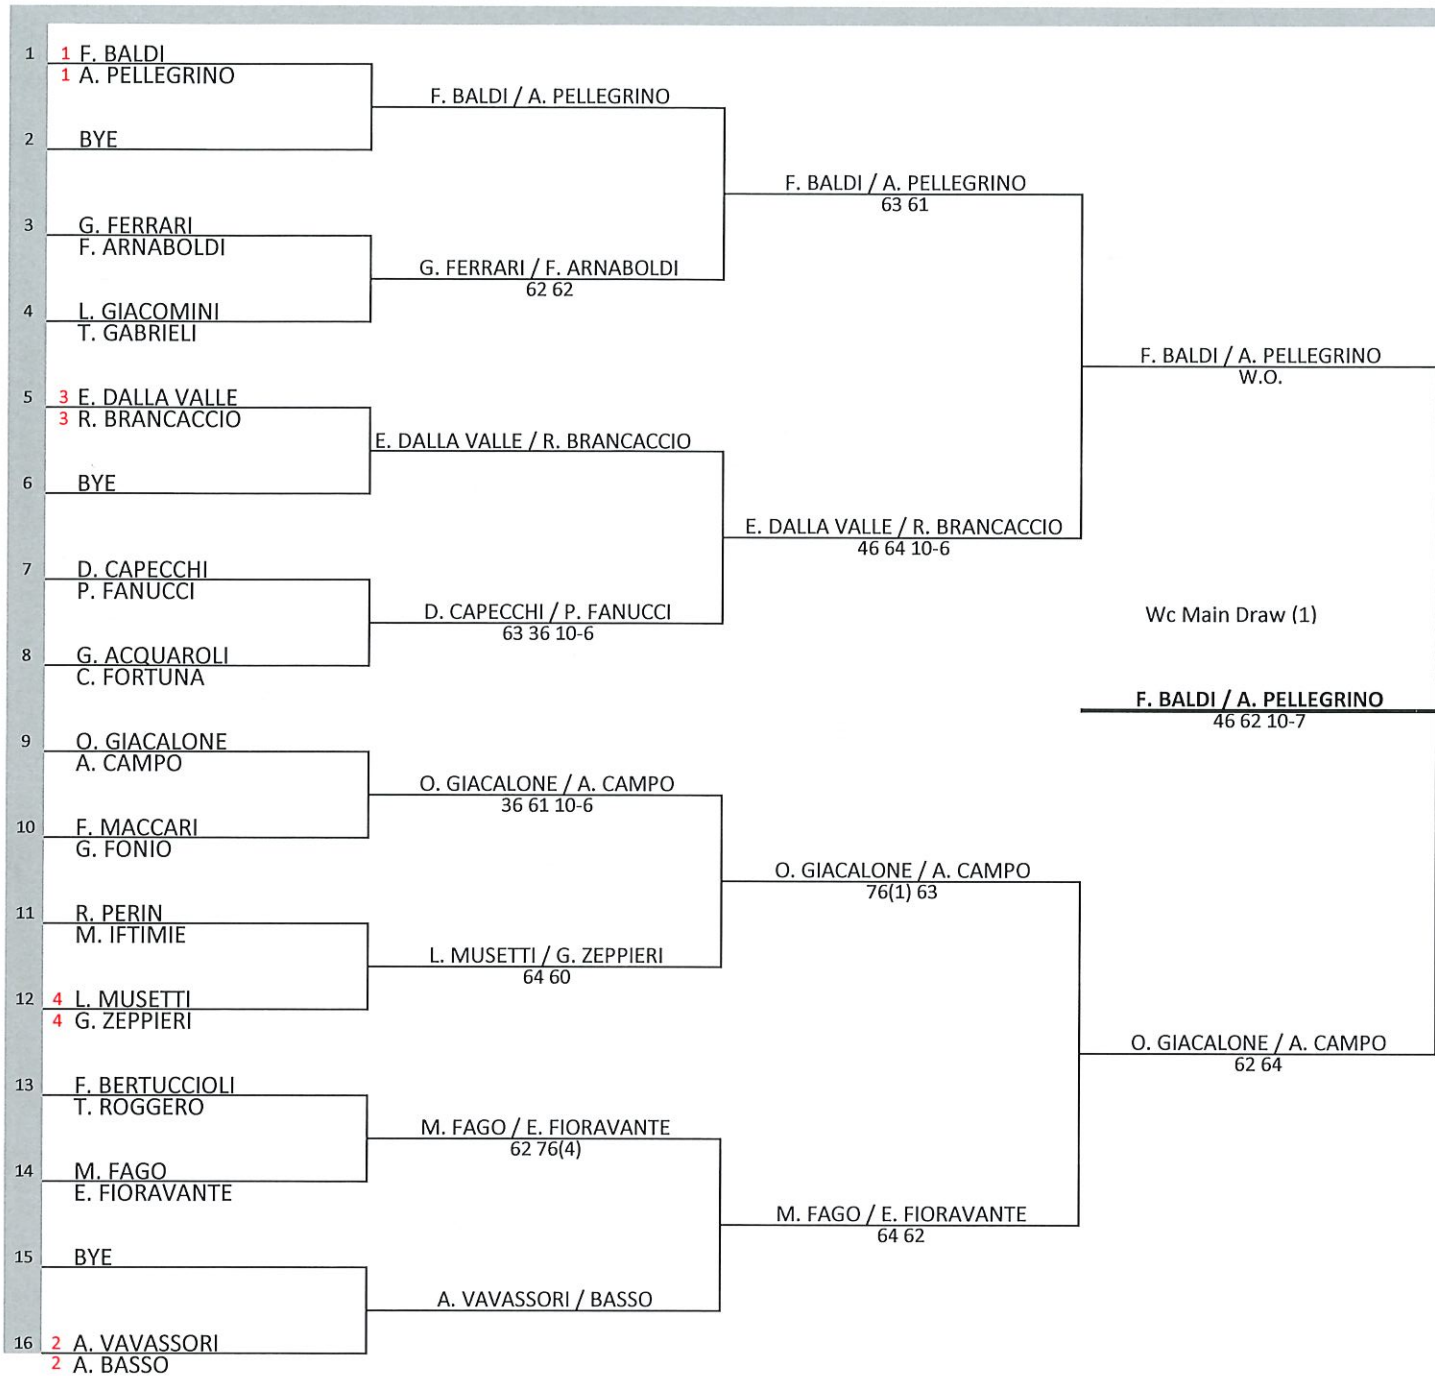 1 1 F. BALDI
1 A. PELLEGRINO
F. BALDI / A. PELLEGRINO
2 BYE
F. BALDI / A. PELLEGRINO
63 61
3 G. FERRARI
F. ARNABOLDI
G. FERRARI / F. ARNABOLDI
62 62
4 L. GIACOMINI
T. GABRIELI
F. BALDI / A. PELLEGRINO
W.O.
5 3 E. DALLA VALLE
3 R. BRANCACCIO
E. DALLA VALLE / R. BRANCACCIO
6 BYE
E. DALLA VALLE / R. BRANCACCIO
46 64 10-6
7 D. CAPECCHI
P. FANUCCI
D. CAPECCHI / P. FANUCCI
63 36 10-6
Wc Main Draw (1)
8 G. ACQUAROLI
C. FORTUNA
F. BALDI / A. PELLEGRINO
46 62 10-7
9 O. GIACALONE
A. CAMPO
O. GIACALONE / A. CAMPO
36 61 10-6
10 F. MACCARI
G. FONIO
O. GIACALONE / A. CAMPO
76(1) 63
11 R. PERIN
M. IFTIMIE
L. MUSETTI / G. ZEPPIERI
64 60
12 4 L. MUSETTI
4 G. ZEPPIERI
O. GIACALONE / A. CAMPO
62 64
13 F. BERTUCCIOLI
T. ROGGERO
M. FAGO / E. FIORAVANTE
62 76(4)
14 M. FAGO
E. FIORAVANTE
M. FAGO / E. FIORAVANTE
64 62
15 BYE
A. VAVASSORI / BASSO
16 2 A. VAVASSORI
2 A. BASSO